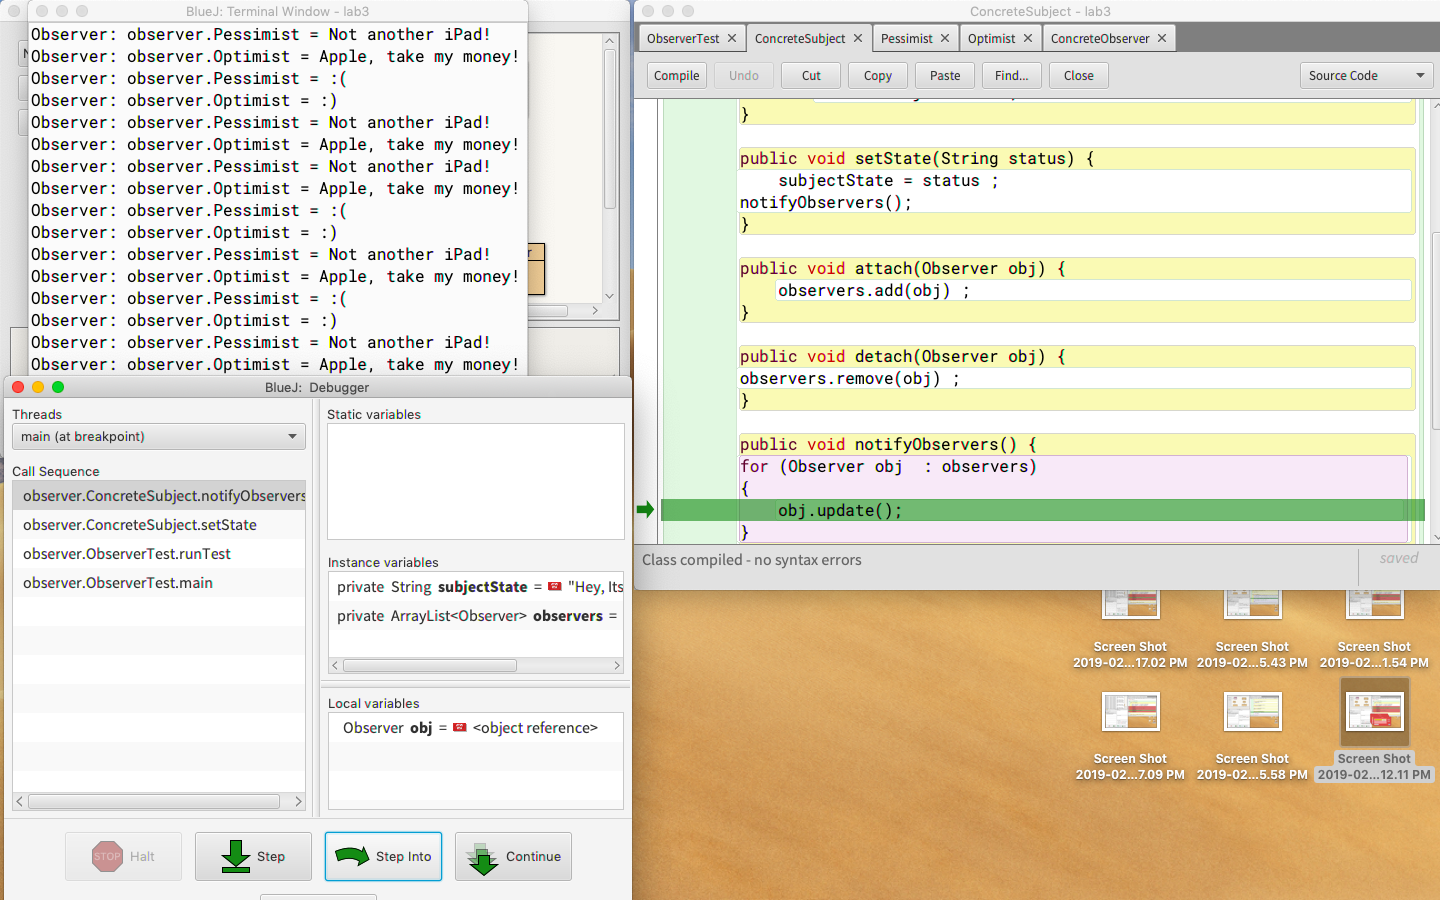 BlueJ: Terminal Window - lab3
Observer: observer.Pessimist = Not another iPad!
Observer: observer.Optimist = Apple, take my money!
Observer: observer.Pessimist = :(
Observer: observer.Optimist = :)
Observer: observer.Pessimist = Not another iPad!
Observer: observer.Optimist = Apple, take my money!
Observer: observer.Pessimist = Not another iPad!
Observer: observer.Optimist = Apple, take my money!
Observer: observer.Pessimist = :(
Observer: observer.Optimist = :)
Observer: observer.Pessimist = Not another iPad!
Observer: observer.Optimist = Apple, take my money!
Observer: observer.Pessimist = :(
Observer: observer.Optimist = :)
Observer: observer.Pessimist = Not another iPad!
Observer: observer.Optimist = Apple, take my money!
BlueJ: Debugger
Threads
main (at breakpoint)
Call Sequence
observer.ConcreteSubject.notifyObservers
observer.ConcreteSubject.setState
observer.ObserverTest.runTest
observer.ObserverTest.main
Static variables
Instance variables
private String subjectState = "Hey, Its
private ArrayList<Observer> observers =
Local variables
Observer obj = <object reference>
STOP Halt
Step
Step Into
Continue
ConcreteSubject - lab3
ObserverTest ConcreteSubject Pessimist Optimist ConcreteObserver
Compile Undo Cut Copy Paste Find... Close Source Code
}
public void setState(String status) {
subjectState = status ;
notifyObservers();
}
public void attach(Observer obj) {
observers.add(obj) ;
}
public void detach(Observer obj) {
observers.remove(obj) ;
}
public void notifyObservers() {
for (Observer obj : observers)
{
obj.update();
}
Class compiled - no syntax errors
saved
Screen Shot
2019-02...17.02 PM
Screen Shot
2019-02...5.43 PM
Screen Shot
2019-02...1.54 PM
Screen Shot
2019-02...7.09 PM
Screen Shot
2019-02...5.58 PM
Screen Shot
2019-02...12.11 PM